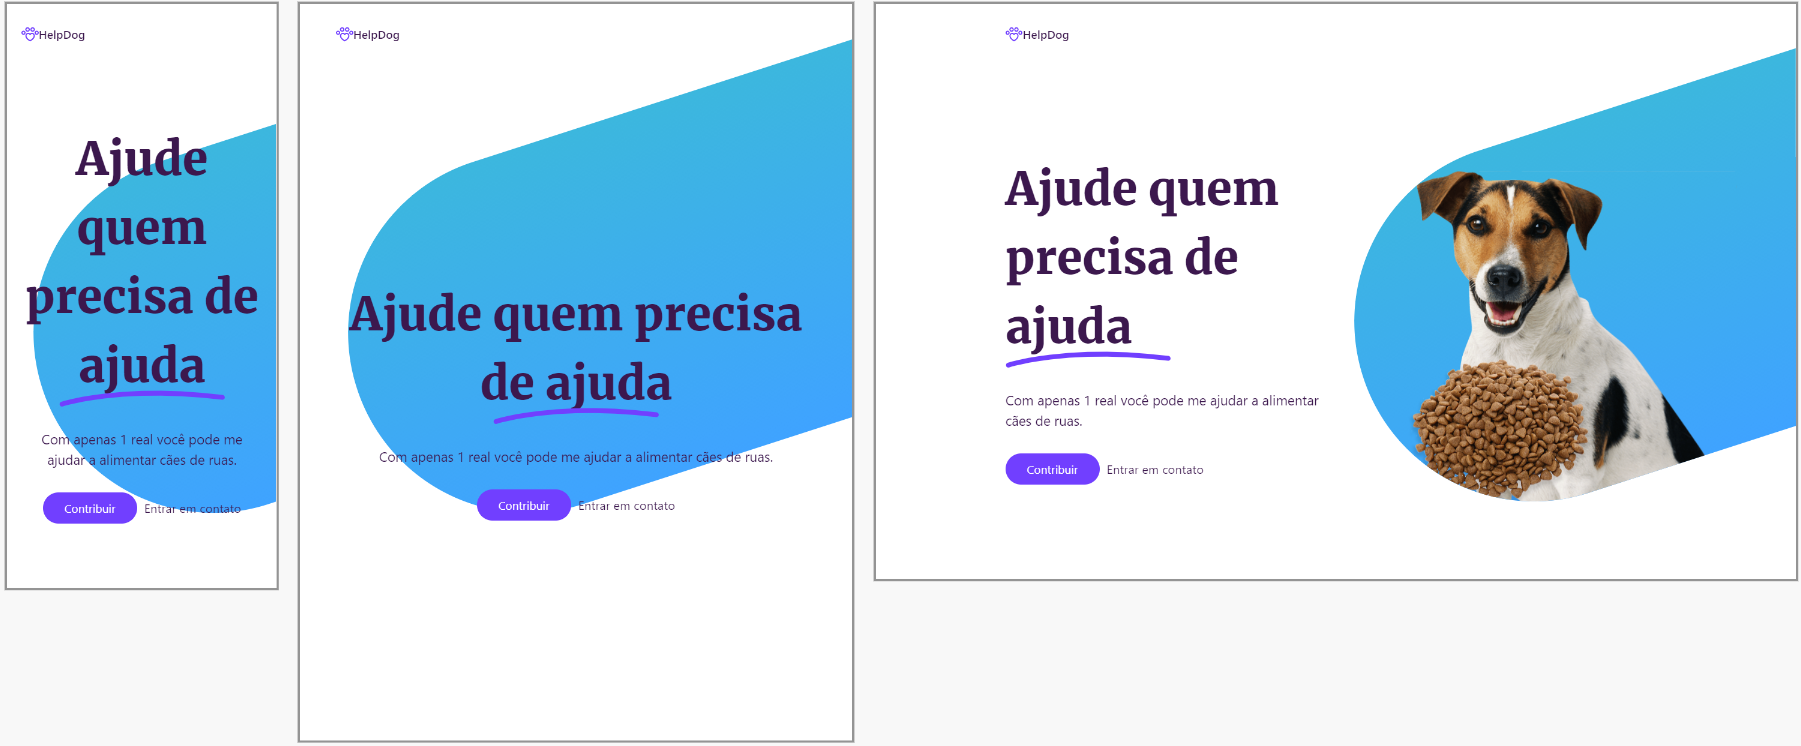 HelpDog
Ajude
quem
precisa de
ajuda
Com apenas 1 real você pode me
ajudar a alimentar cães de ruas.
Contribuir
Entrar em contato
HelpDog
Ajude quem precisa
de ajuda
Com apenas 1 real você pode me ajudar a alimentar cães de ruas.
Contribuir
Entrar em contato
HelpDog
Ajude quem
precisa de
ajuda
Com apenas 1 real você pode me ajudar a alimentar
cães de ruas.
Contribuir
Entrar em contato